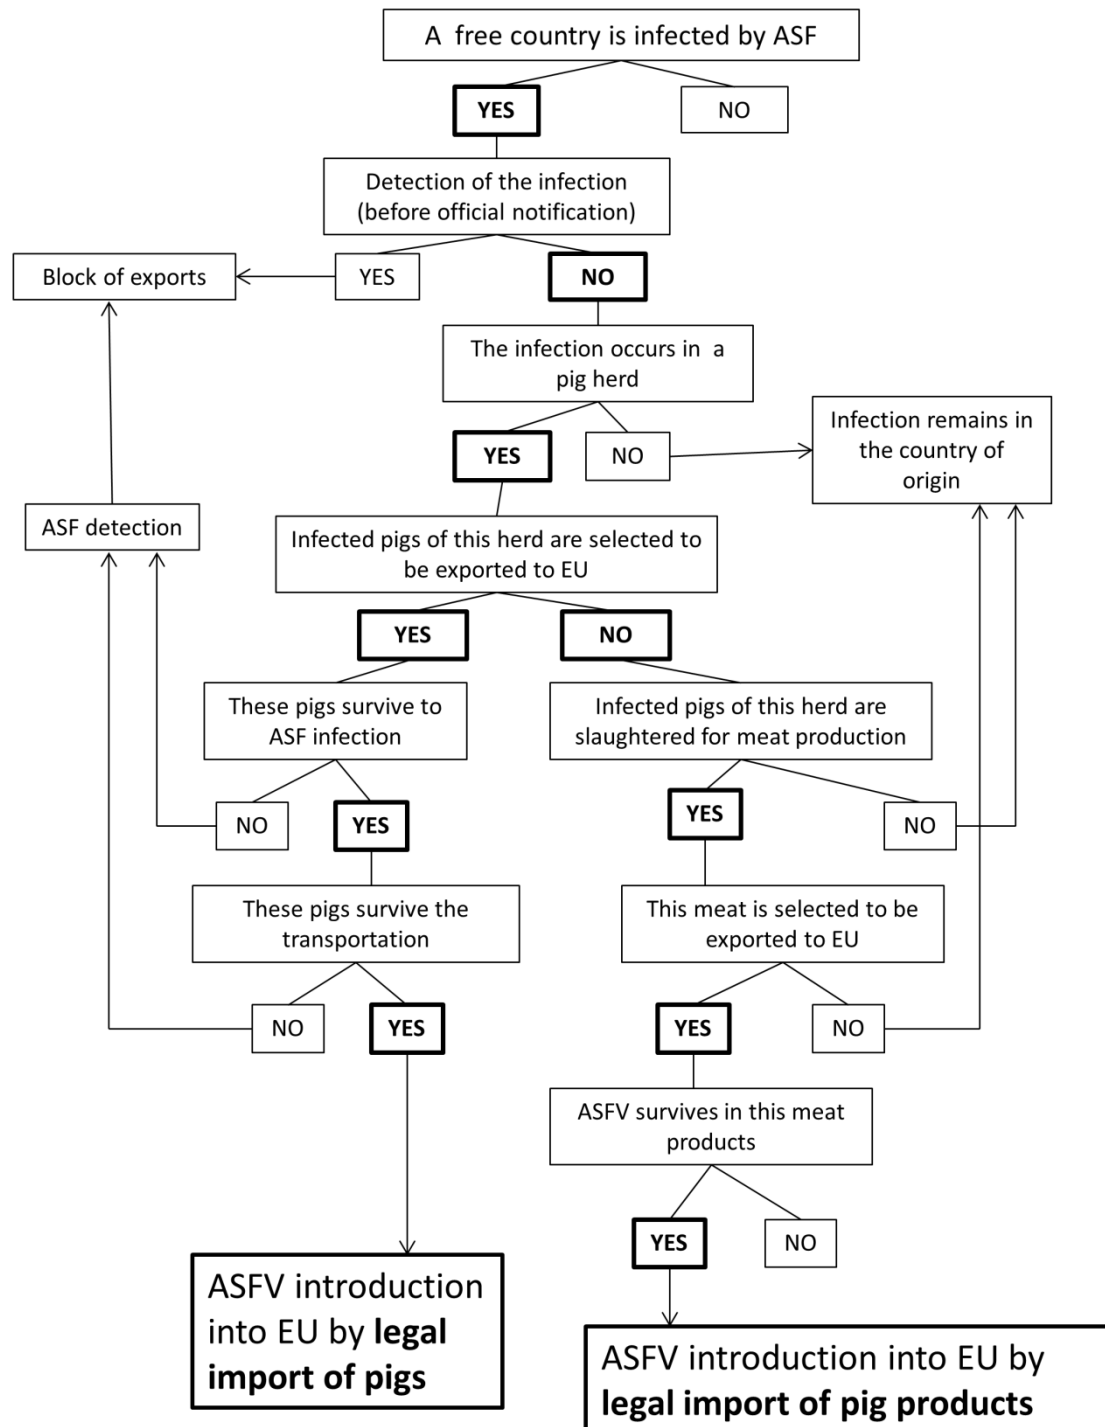 A free country is infected by ASF
YES
NO
Detection of the infection
(before official notification)
Block of exports
YES
NO
The infection occurs in a
pig herd
YES
NO
Infection remains in
the country of
origin
ASF detection
Infected pigs of this herd are selected to
be exported to EU
YES
NO
These pigs survive to
ASF infection
Infected pigs of this herd are
slaughtered for meat production
NO
YES
YES
NO
These pigs survive the
transportation
This meat is selected to be
exported to EU
NO
YES
YES
NO
ASFV survives in this meat
products
YES
NO
ASFV introduction
into EU by legal
import of pigs
ASFV introduction into EU by
legal import of pig products